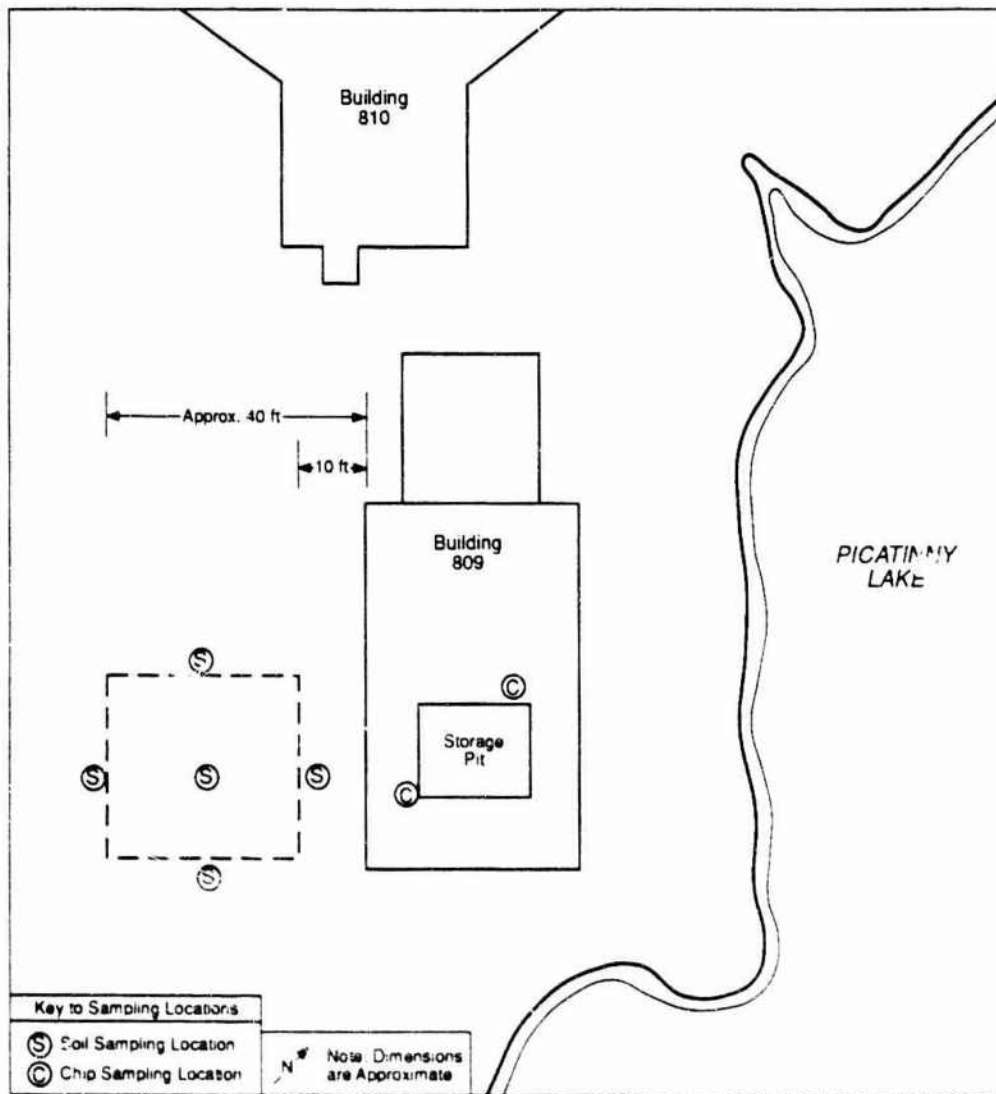 Building
810
Approx. 40 ft
10 ft
Building
809
PICATINNY
LAKE
S
C
Storage
Pit
S
S
S
C
S
Key to Sampling Locations
S Soil Sampling Location
C Chip Sampling Location
N
Note: Dimensions
are Approximate